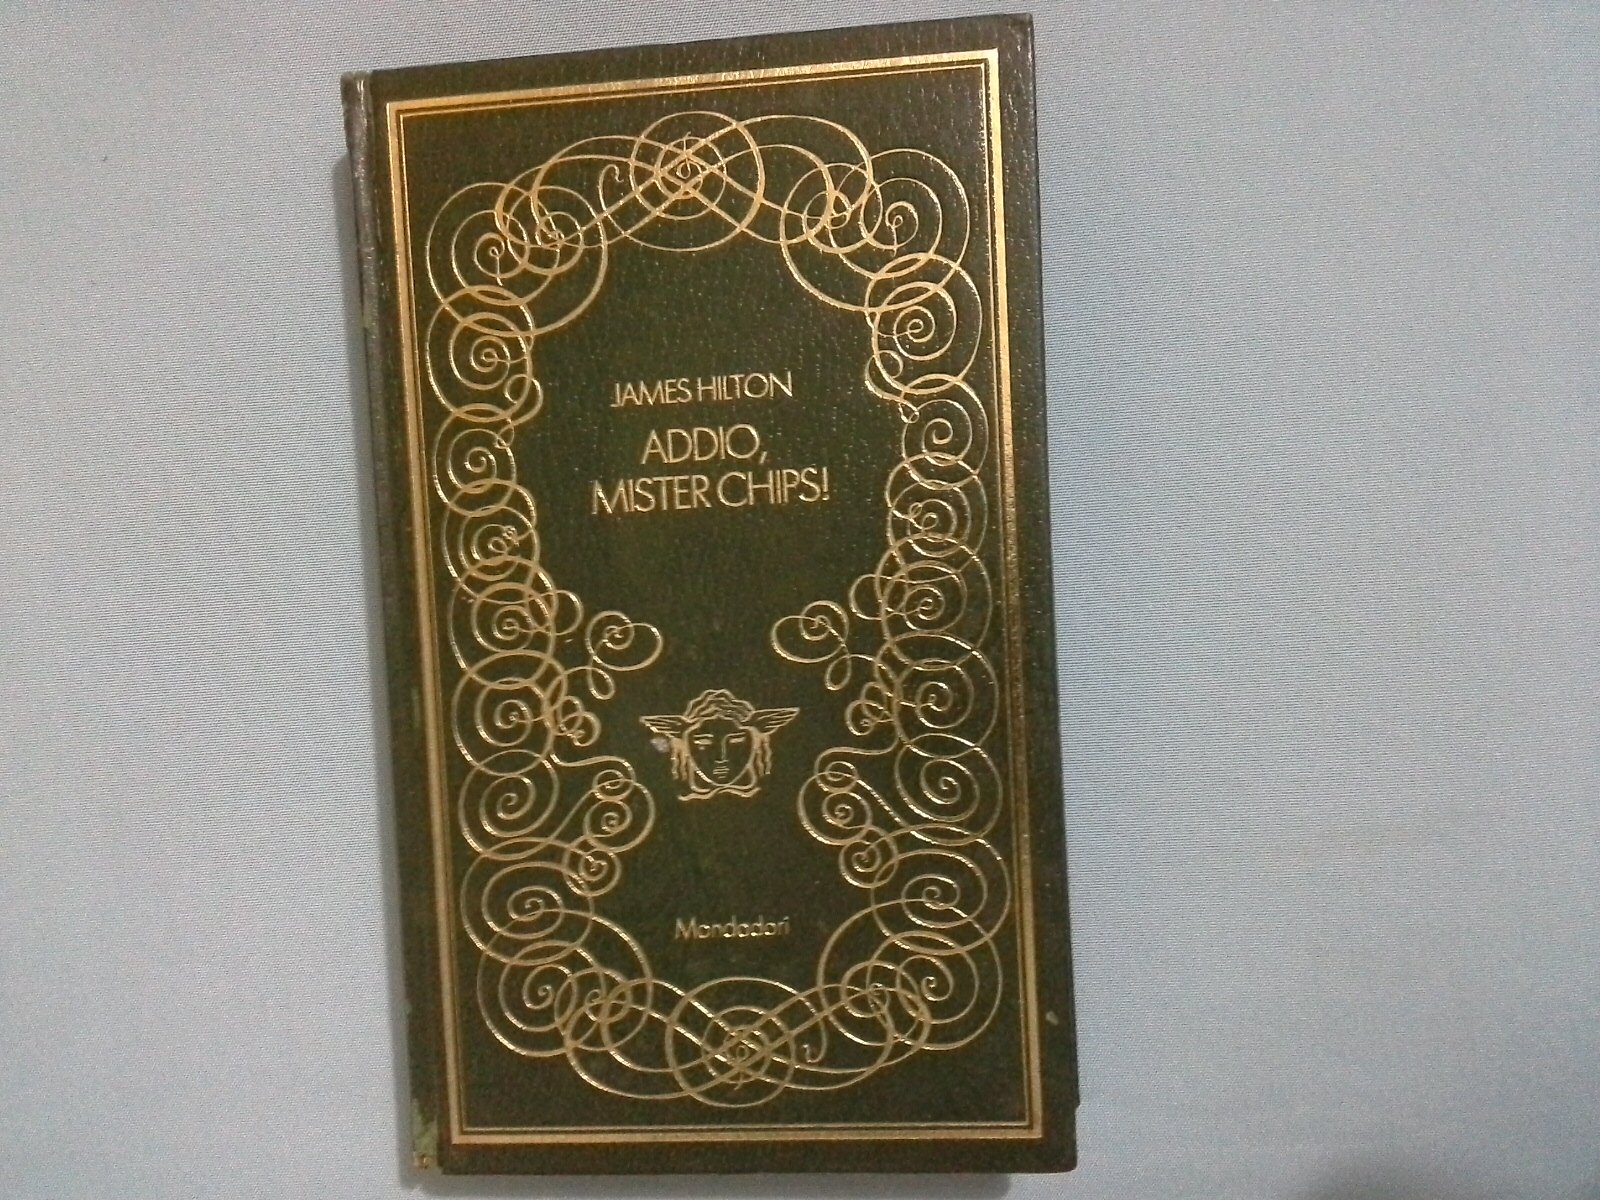 JAMES HILTON
ADDIO,
MISTER CHIPS!
Mondadori